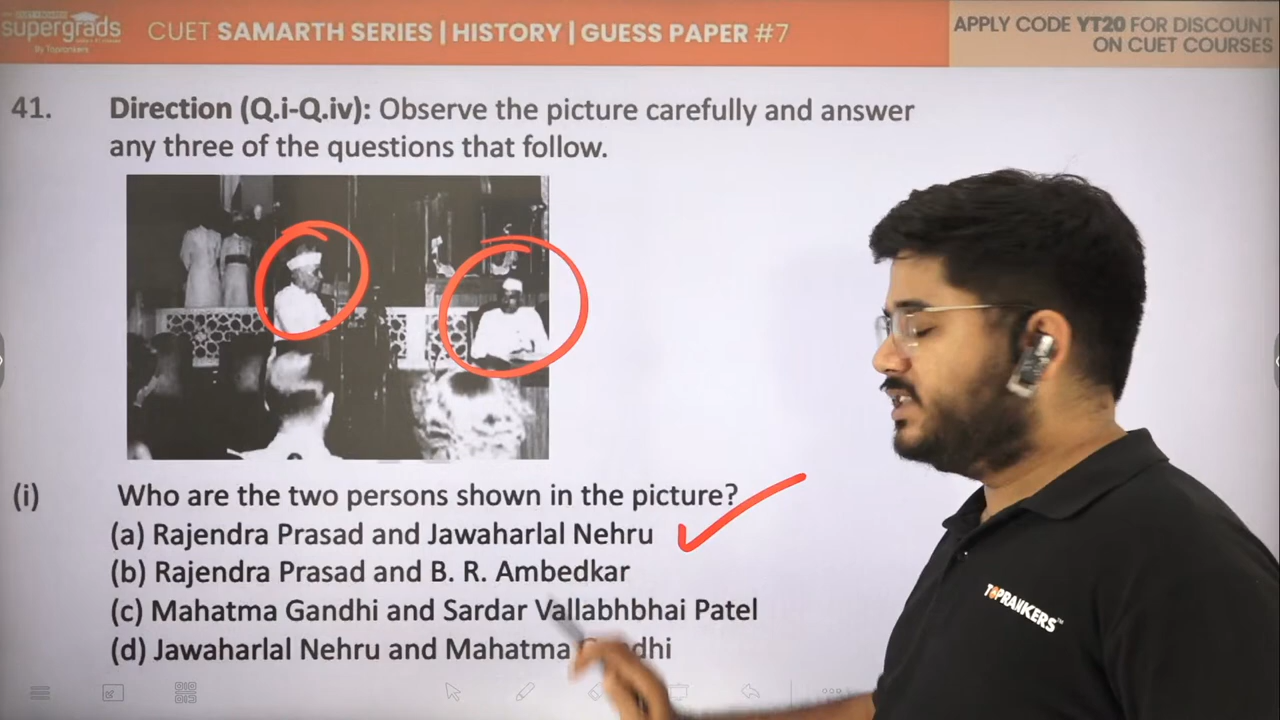 supergrads
By Toprankers
CUET SAMARTH SERIES | HISTORY | GUESS PAPER #7
APPLY CODE YT20 FOR DISCOUNT
ON CUET COURSES
41. Direction (Q.i-Q.iv): Observe the picture carefully and answer
any three of the questions that follow.
(i) Who are the two persons shown in the picture?
(a) Rajendra Prasad and Jawaharlal Nehru
(b) Rajendra Prasad and B. R. Ambedkar
(c) Mahatma Gandhi and Sardar Vallabhbhai Patel
(d) Jawaharlal Nehru and Mahatma
TOPRANKERS